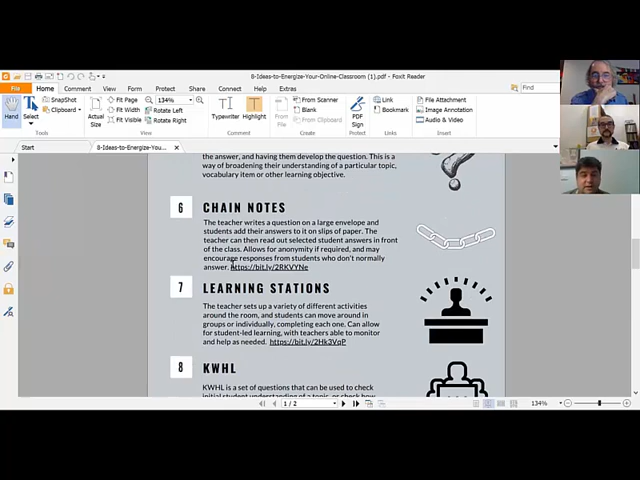 8-Ideas-to-Energize-Your-Online-Classroom (1).pdf - Foxit Reader
File Home Comment View Form Protect Share Connect Help Extras
Find
Hand
Select
SnapShot
Clipboard
Actual Size
Fit Page
Fit Width
Fit Visible
134%
Rotate Left
Rotate Right
Typewriter
Highlight
From File
From Scanner
Blank
From Clipboard
PDF Sign
Link
Bookmark
File Attachment
Image Annotation
Audio & Video
Tools View Comment Create Protect Links Insert
Start 8-Ideas-to-Energize-You...
the answer, and having them develop the question. This is a
way of broadening their understanding of a particular topic,
vocabulary item or other learning objective.
6 CHAIN NOTES
The teacher writes a question on a large envelope and
students add their answers to it on slips of paper. The
teacher can then read out selected student answers in front
of the class. Allows for anonymity if required, and may
encourage responses from students who don't normally
answer. https://bit.ly/2RKVYNe
7 LEARNING STATIONS
The teacher sets up a variety of different activities
around the room, and students can move around in
groups or individually, completing each one. Can allow
for student-led learning, with teachers able to monitor
and help as needed. https://bit.ly/2Hk3VqP
8 KWHL
KWHL is a set of questions that can be used to check
initial student understanding of a topic, or check how
1 / 2
134%